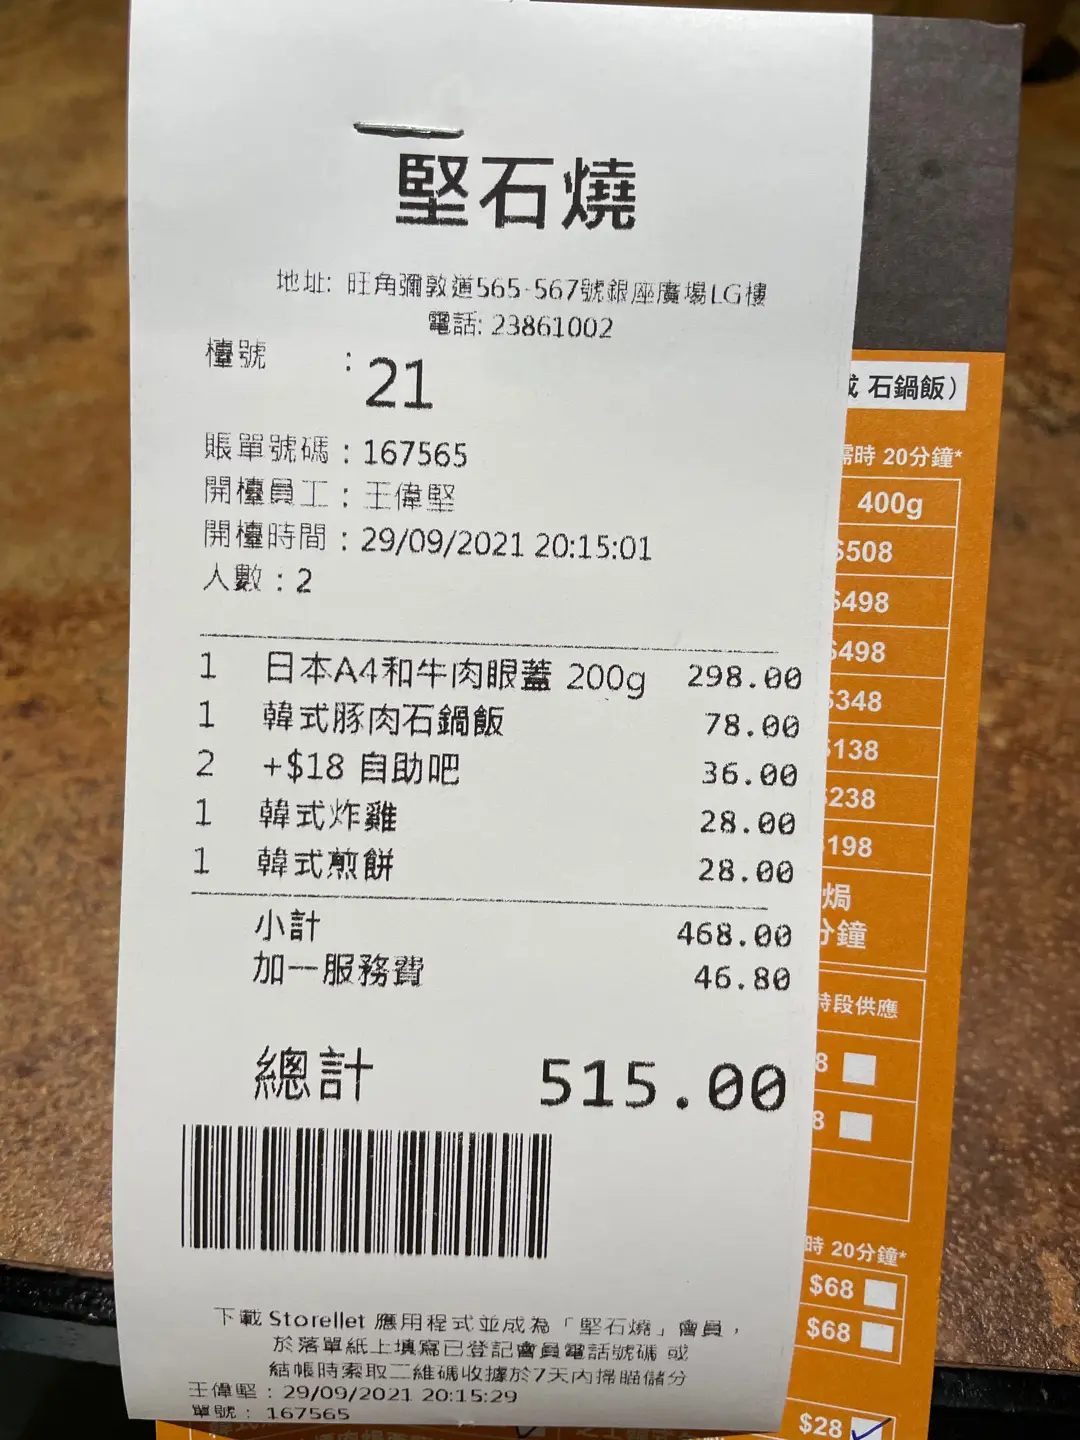 堅石燒
地址: 旺角彌敦道565-567號銀座廣場LG樓
電話: 23861002
檯號 : 21
賬單號碼 : 167565
開檯員工 : 王偉堅
開檯時間 : 29/09/2021 20:15:01
人數 : 2
1 日本A4和牛肉眼蓋 200g 298.00
1 韓式豚肉石鍋飯 78.00
2 +$18 自助吧 36.00
1 韓式炸雞 28.00
1 韓式煎餅 28.00
小計 468.00
加一服務費 46.80
總計 515.00
下載 Storellet 應用程式並成為「堅石燒」會員，
於落單紙上填寫已登記會員電話號碼 或
結帳時索取二維碼收據於7天內掃瞄儲分
王偉堅 : 29/09/2021 20:15:29
單號 : 167565
石鍋飯）
需時 20分鐘*
400g
$508
$498
$498
$348
$138
$238
$198
焗
分鐘
時段供應
8
8
時 20分鐘*
$68
$68
$28